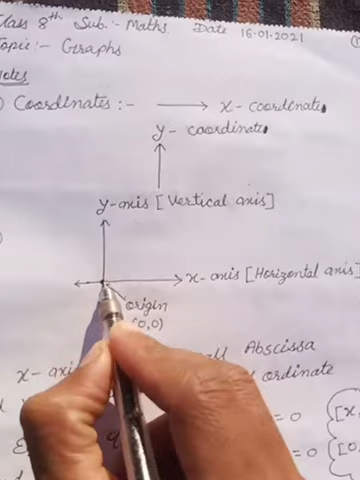 Class 8th Sub:- Maths Date 16-01-2021
Topic:- Graphs
Notes
Coordinates:- → x-coordinate
y-coordinate
y-axis [Vertical axis]
x-axis [Horizontal axis]
origin
(0,0)
x-axi
Abscissa
ordinate
= 0 [x
= 0 [0